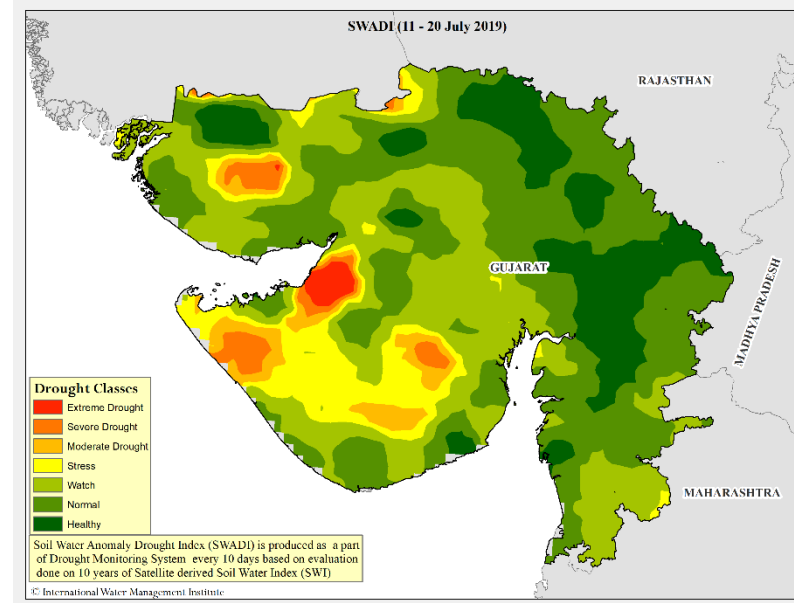 SWADI (11 - 20 July 2019)
RAJASTHAN
GUJARAT
MADHYA PRADESH
MAHARASHTRA
Drought Classes
Extreme Drought
Severe Drought
Moderate Drought
Stress
Watch
Normal
Healthy
Soil Water Anomaly Drought Index (SWADI) is produced as a part
of Drought Monitoring System every 10 days based on evaluation
done on 10 years of Satellite derived Soil Water Index (SWI)
© International Water Management Institute